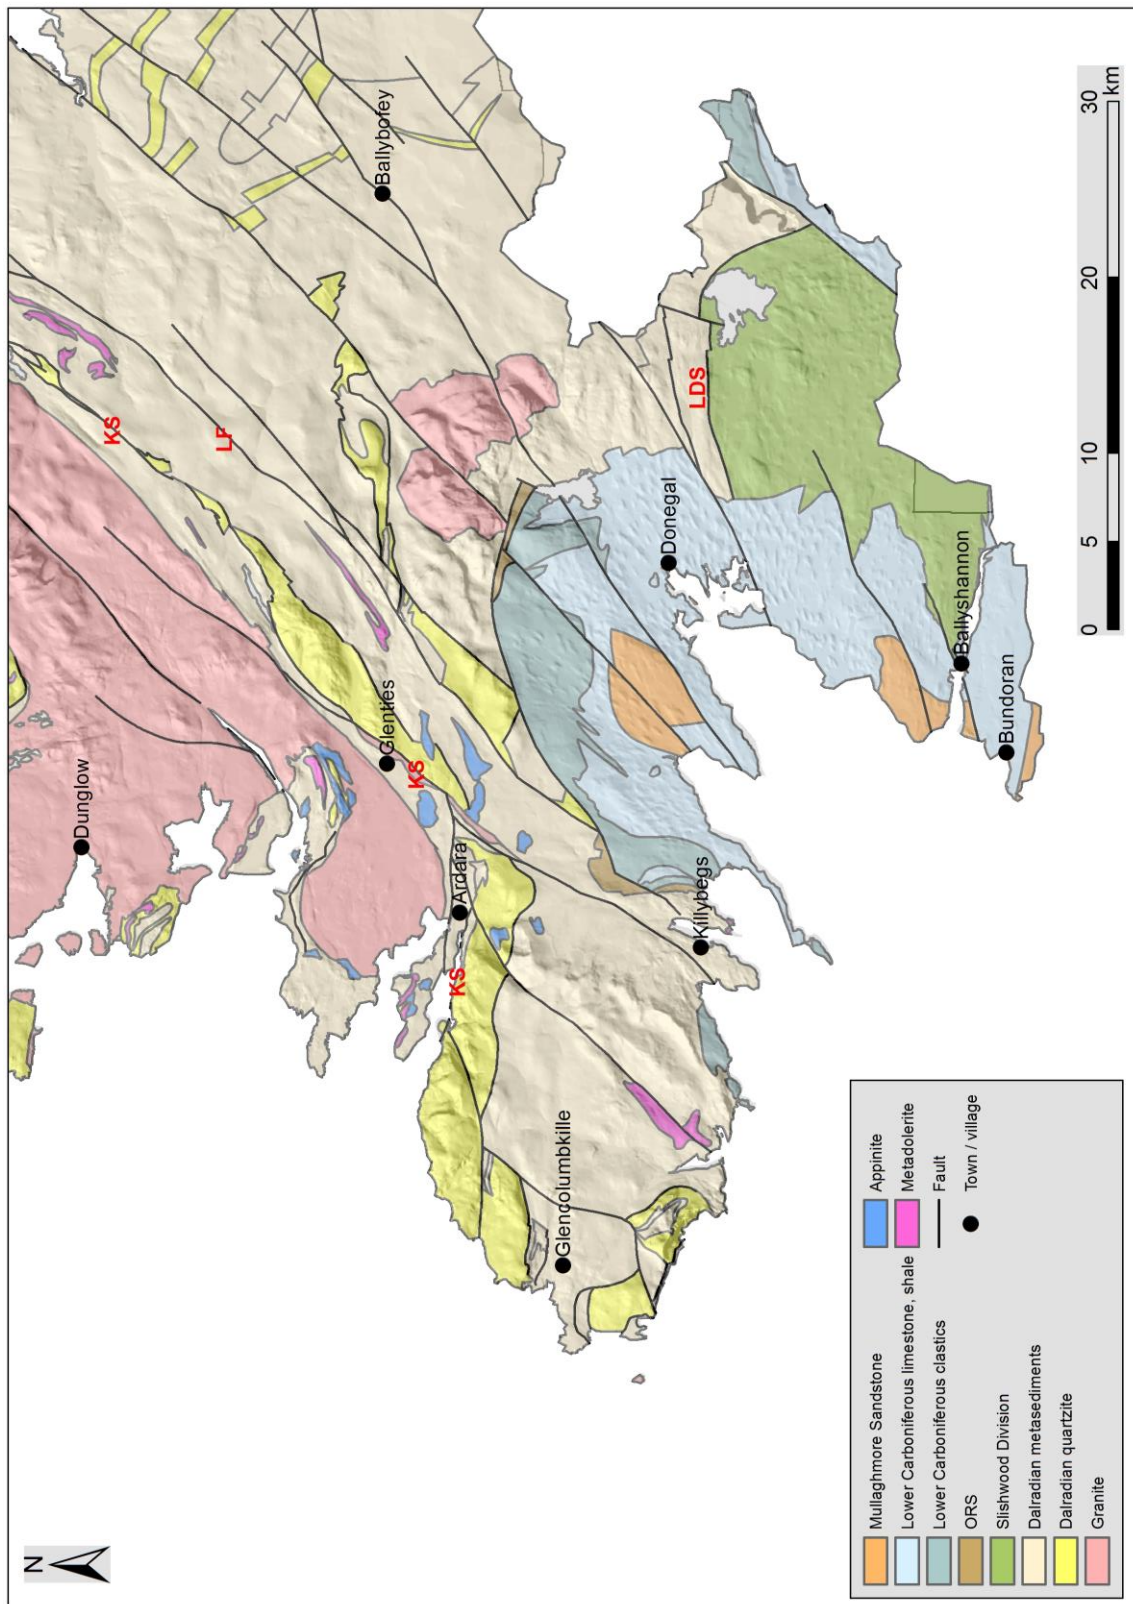 N
Dunglow
KS
LF
Ballybofey
Glenties
KS
Ardara
KS
Glencolumbkille
Killybegs
Donegal
LDS
Ballyshannon
Bundoran
Mullaghmore Sandstone
Lower Carboniferous limestone, shale
Lower Carboniferous clastics
ORS
Slishwood Division
Dalradian metasediments
Dalradian quartzite
Granite
Appinite
Metadolerite
Fault
Town / village
0 5 10 20 30
km